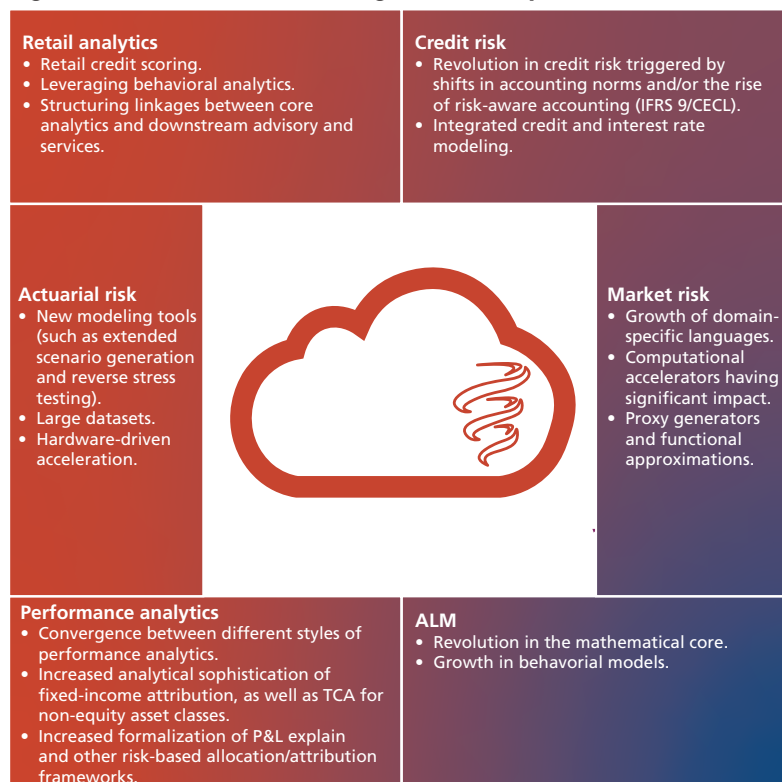 Retail analytics
• Retail credit scoring.
• Leveraging behavioral analytics.
• Structuring linkages between core
analytics and downstream advisory and
services.
Credit risk
• Revolution in credit risk triggered by
shifts in accounting norms and/or the rise
of risk-aware accounting (IFRS 9/CECL).
• Integrated credit and interest rate
modeling.
Actuarial risk
• New modeling tools
(such as extended
scenario generation
and reverse stress
testing).
• Large datasets.
• Hardware-driven
acceleration.
Market risk
• Growth of domain-
specific languages.
• Computational
accelerators having
significant impact.
• Proxy generators
and functional
approximations.
Performance analytics
• Convergence between different styles of
performance analytics.
• Increased analytical sophistication of
fixed-income attribution, as well as TCA for
non-equity asset classes.
• Increased formalization of P&L explain
and other risk-based allocation/attribution
frameworks.
ALM
• Revolution in the mathematical core.
• Growth in behavorial models.